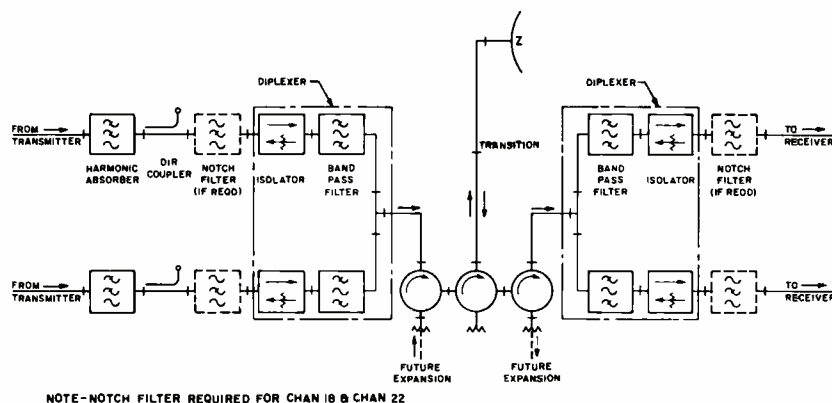 Z
DIPLEXER
DIPLEXER
FROM
TRANSMITTER
HARMONIC
ABSORBER
DIR
COUPLER
NOTCH
FILTER
(IF REQD)
ISOLATOR
BAND
PASS
FILTER
TRANSITION
BAND
PASS
FILTER
ISOLATOR
NOTCH
FILTER
(IF REQD)
TO
RECEIVER
FROM
TRANSMITTER
TO
RECEIVER
FUTURE
EXPANSION
FUTURE
EXPANSION
NOTE-NOTCH FILTER REQUIRED FOR CHAN 18 & CHAN 22